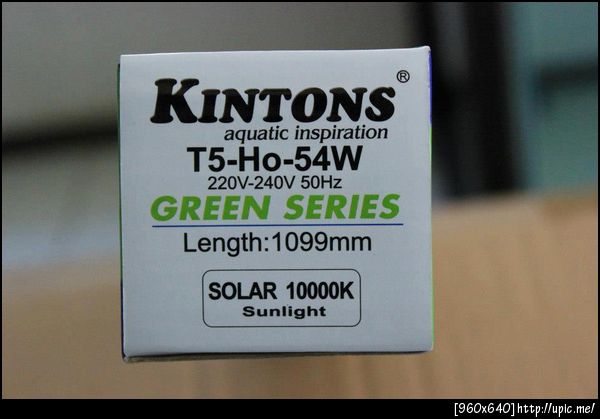 KINTONS®
aquatic inspiration
T5-Ho-54W
220V-240V 50Hz
GREEN SERIES
Length:1099mm
SOLAR 10000K
Sunlight
[960x640]http://upic.me/